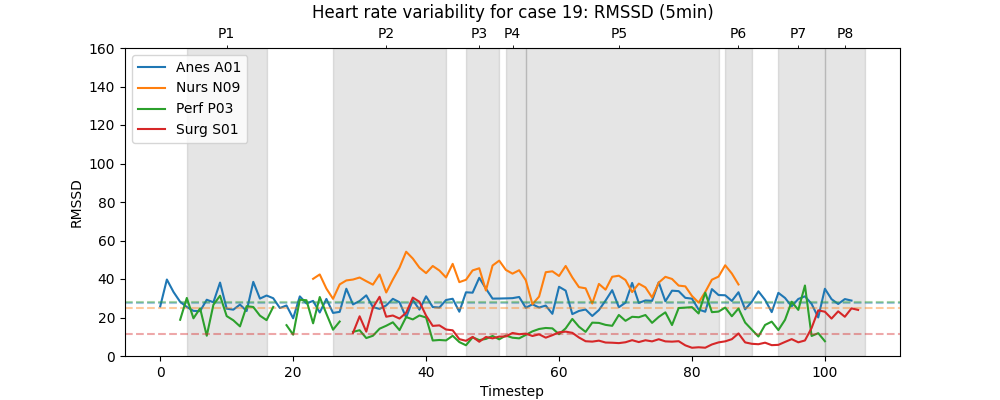 Heart rate variability for case 19: RMSSD (5min)
P1 P2 P3 P4 P5 P6 P7 P8
160
140
120
100
80
60
40
20
0
RMSSD
Anes A01
Nurs N09
Perf P03
Surg S01
0 20 40 60 80 100
Timestep